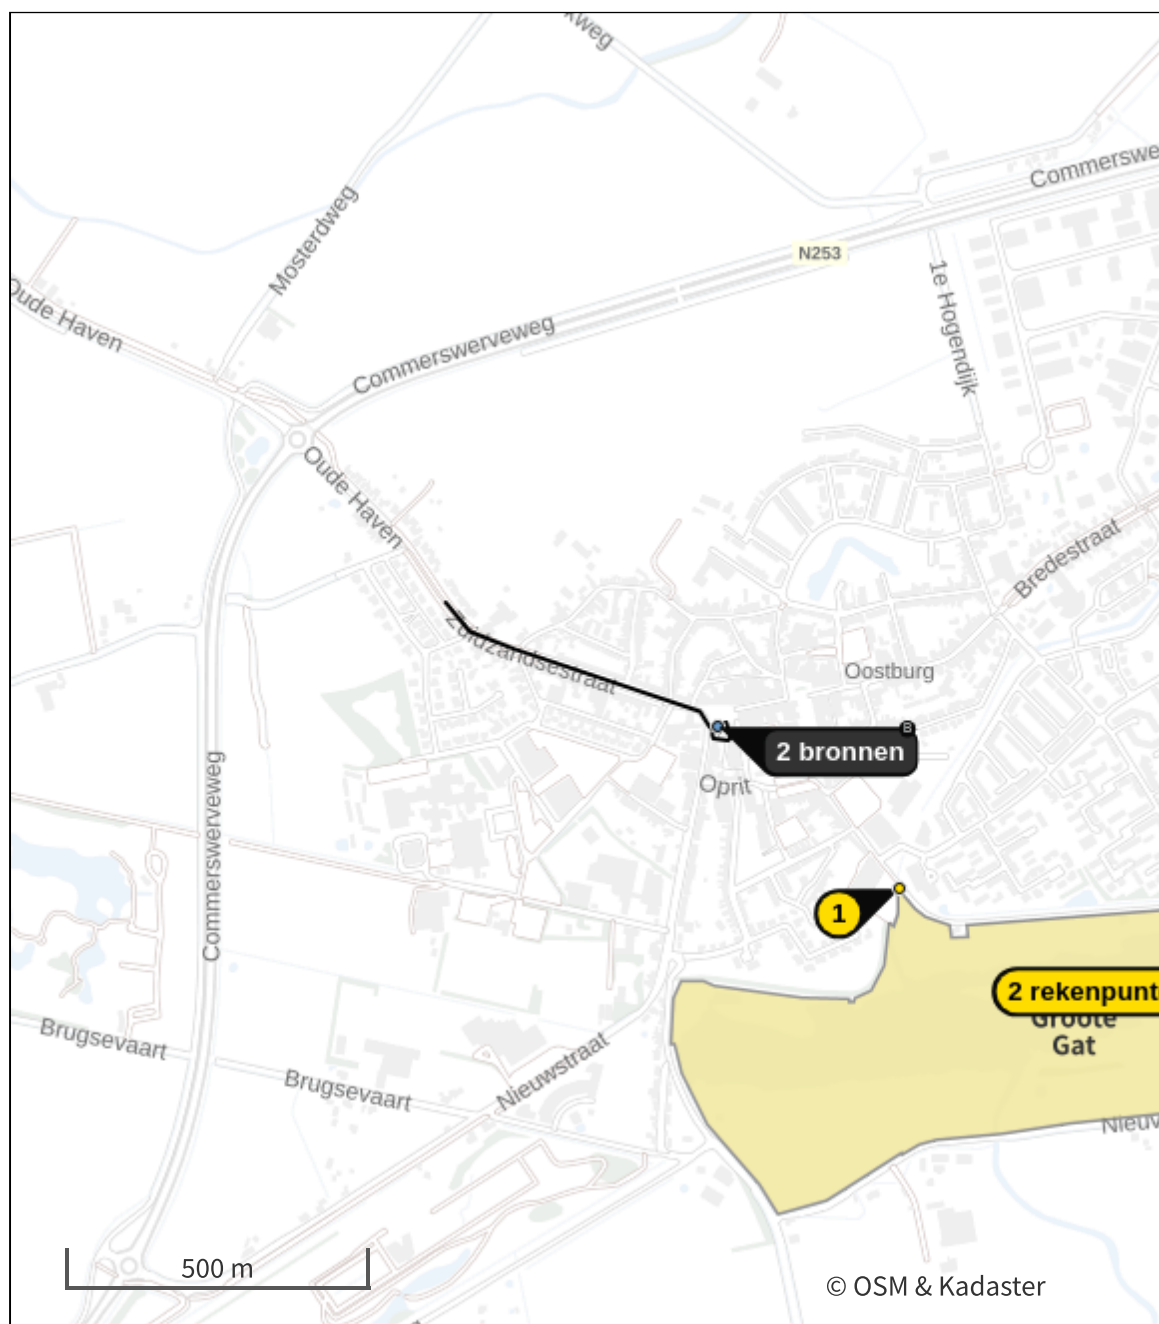 kweg
Commerswe
Mosterdweg
N253
1e Hogendijk
Oude Haven
Commerswerveweg
Oude Haven
Bredestraat
Zuidzandsestraat
Oostburg
B
2 bronnen
Oprit
Commerswerveweg
1
2 rekenpunt
Groote
Gat
Brugsevaart
Nieuwstraat
Brugsevaart
Nieuw
500 m
© OSM & Kadaster